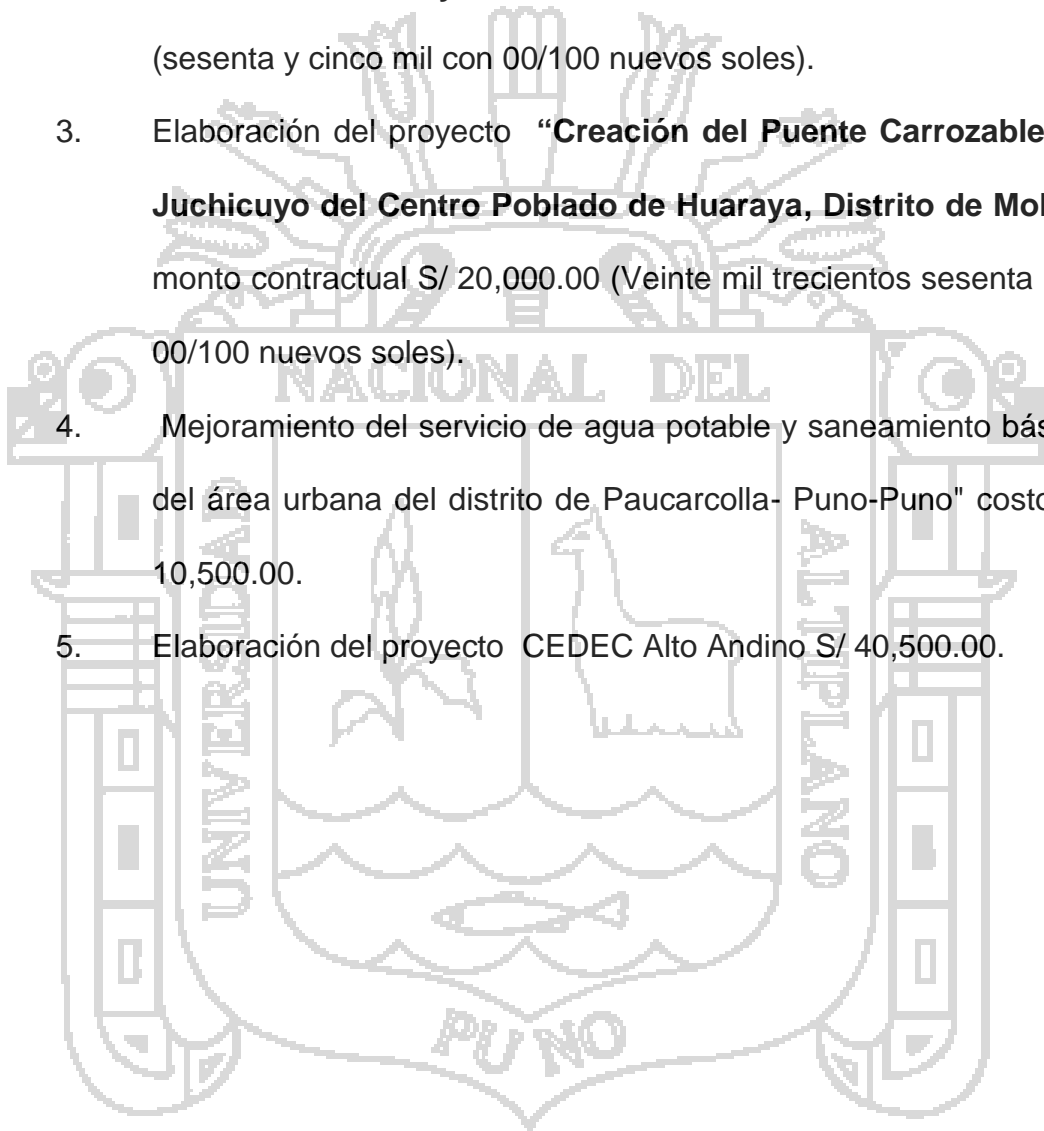 (sesenta y cinco mil con 00/100 nuevos soles).
3. Elaboración del proyecto “Creación del Puente Carrozable
Juchicuyo del Centro Poblado de Huaraya, Distrito de
monto contractual S/ 20,000.00 (Veinte mil trecientos sesenta
00/100 nuevos soles).
4. Mejoramiento del servicio de agua potable y saneamiento
del área urbana del distrito de Paucarcolla- Puno-Puno" costo
10,500.00.
5. Elaboración del proyecto CEDEC Alto Andino S/ 40,500.00.
UNIVERSIDAD
NACIONAL DEL
ALTIPLANO
PUNO